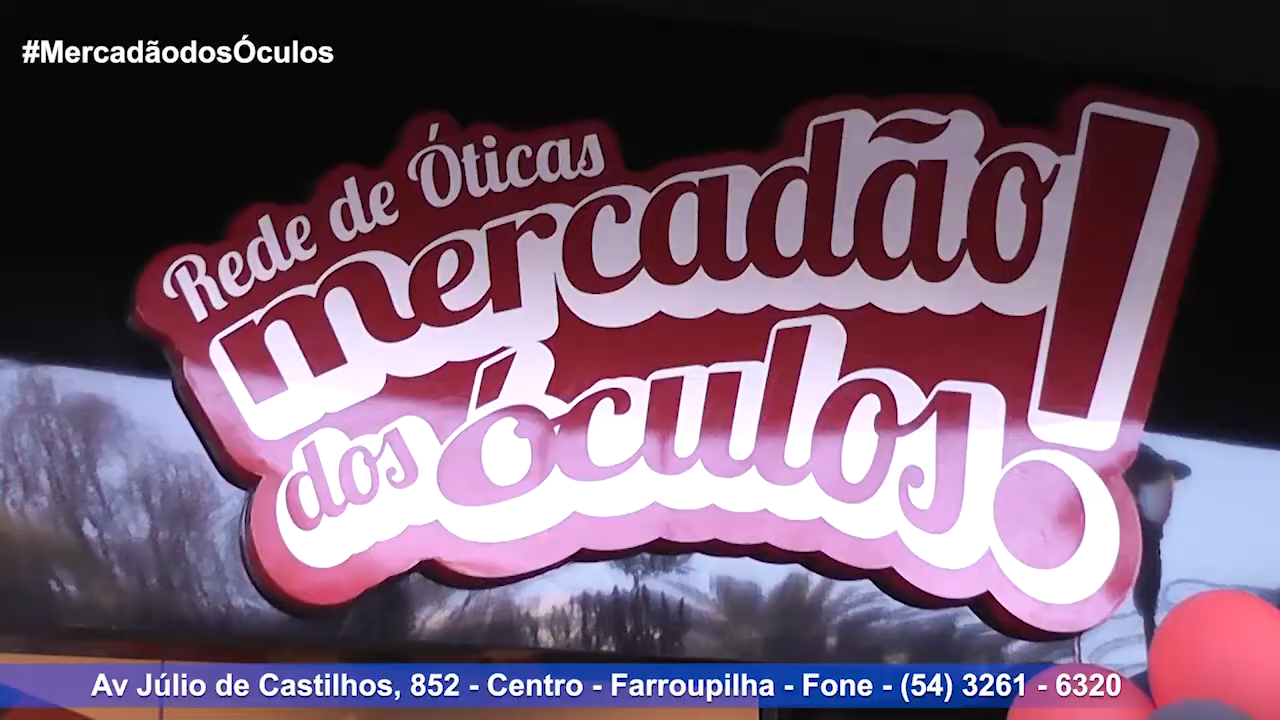 #MercadãodosÓculos
Rede de Óticas
mercadão!
dos óculos
Av Júlio de Castilhos, 852 - Centro - Farroupilha - Fone - (54) 3261 - 6320